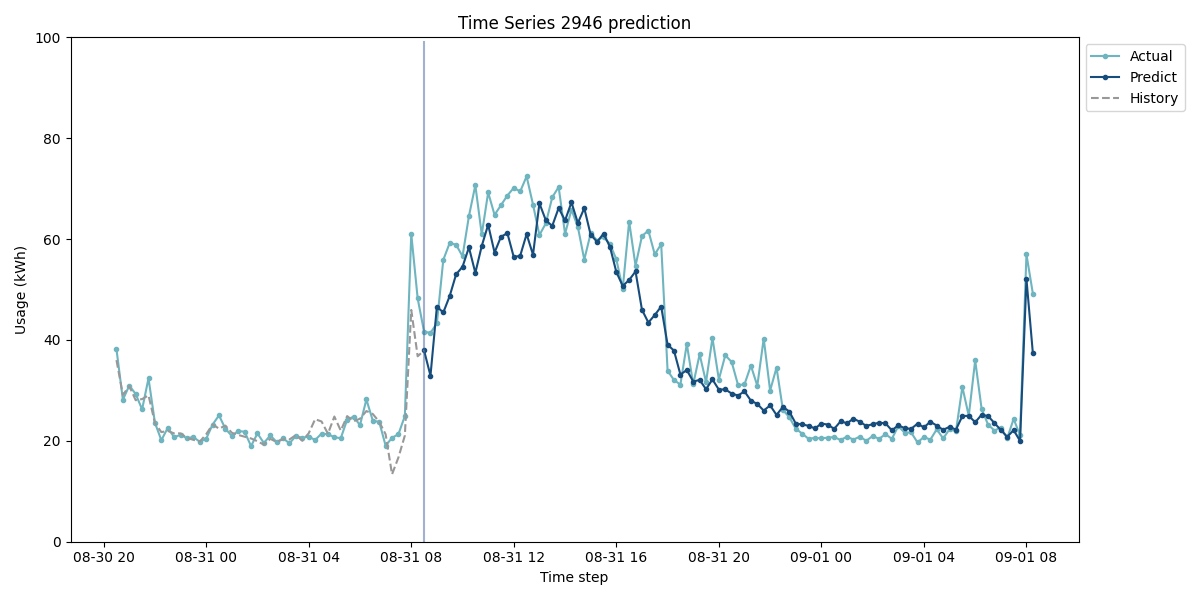 Time Series 2946 prediction
100
80
60
40
20
0
Usage (kWh)
08-30 20
08-31 00
08-31 04
08-31 08
08-31 12
08-31 16
08-31 20
09-01 00
09-01 04
09-01 08
Time step
Actual
Predict
History